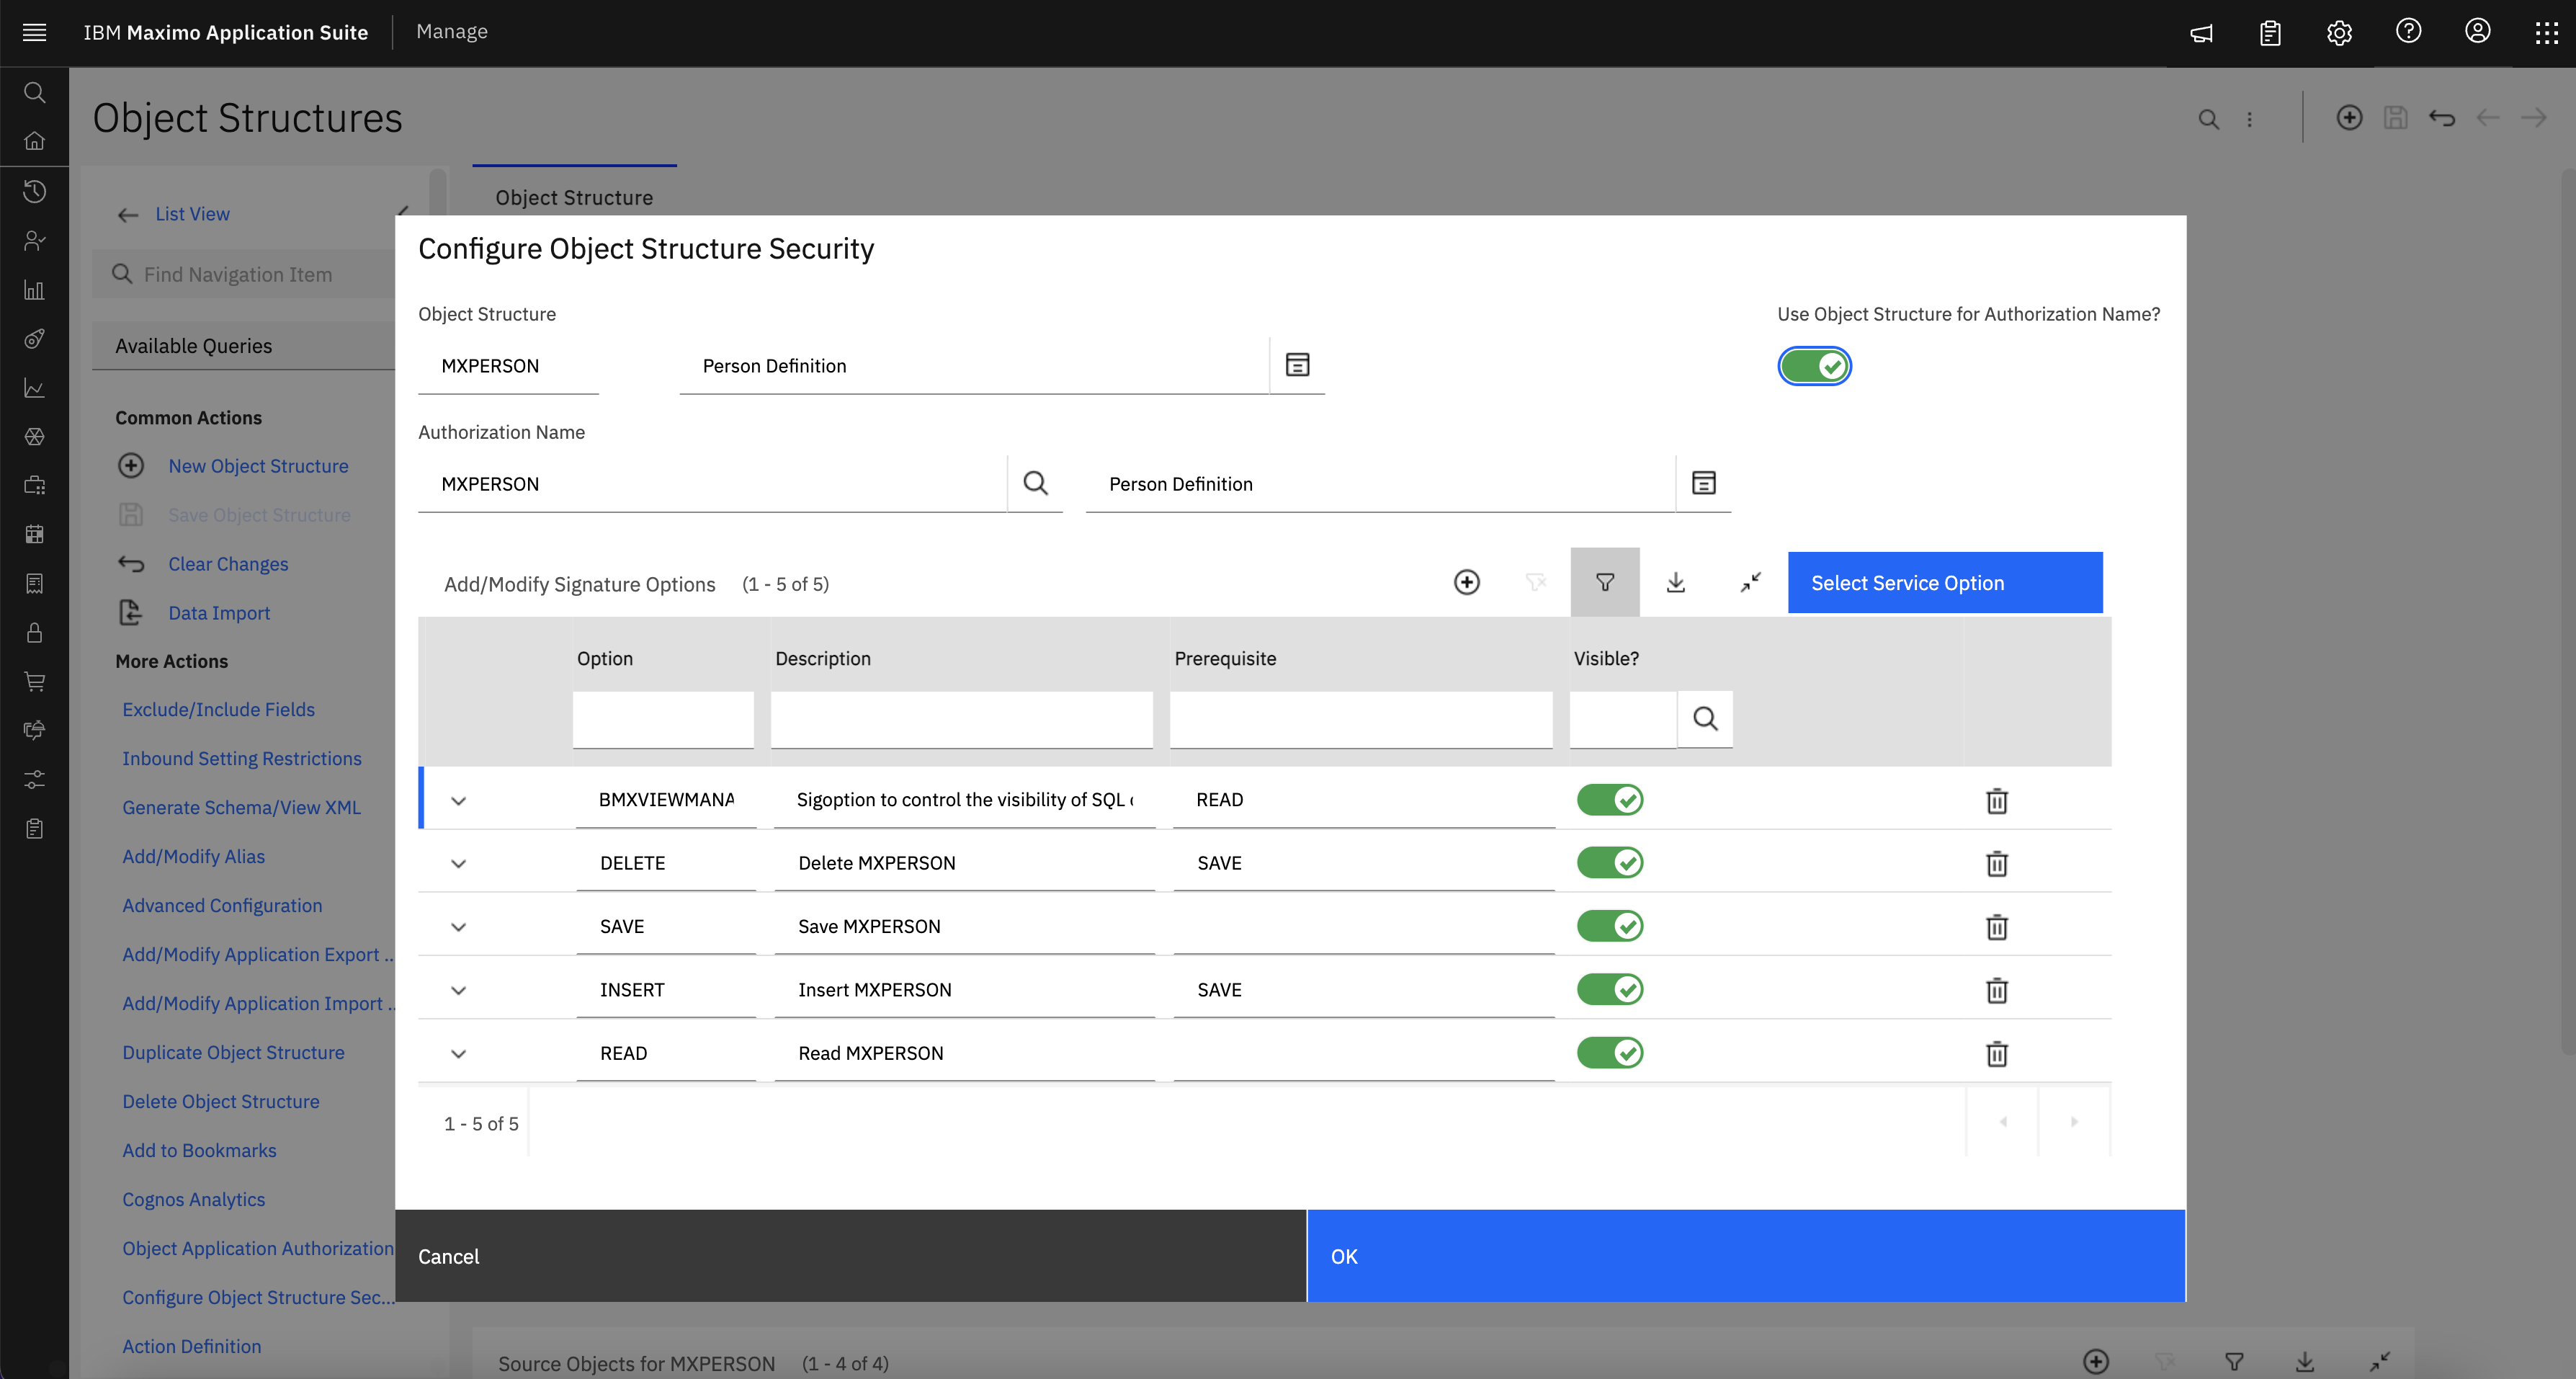 IBM Maximo Application Suite
Manage
Object Structures
List View
Find Navigation Item
Available Queries
Common Actions
New Object Structure
Save Object Structure
Clear Changes
Data Import
More Actions
Exclude/Include Fields
Inbound Setting Restrictions
Generate Schema/View XML
Add/Modify Alias
Advanced Configuration
Add/Modify Application Export ...
Add/Modify Application Import ...
Duplicate Object Structure
Delete Object Structure
Add to Bookmarks
Cognos Analytics
Object Application Authorization
Configure Object Structure Sec...
Action Definition
Object Structure
Configure Object Structure Security
Object Structure
Use Object Structure for Authorization Name?
MXPERSON
Person Definition
Authorization Name
MXPERSON
Person Definition
Add/Modify Signature Options (1 - 5 of 5)
Select Service Option
Option Description Prerequisite Visible?
BMXVIEWMANA Sigoption to control the visibility of SQL READ
DELETE Delete MXPERSON SAVE
SAVE Save MXPERSON
INSERT Insert MXPERSON SAVE
READ Read MXPERSON
1 - 5 of 5
Cancel
OK
Source Objects for MXPERSON (1 - 4 of 4)